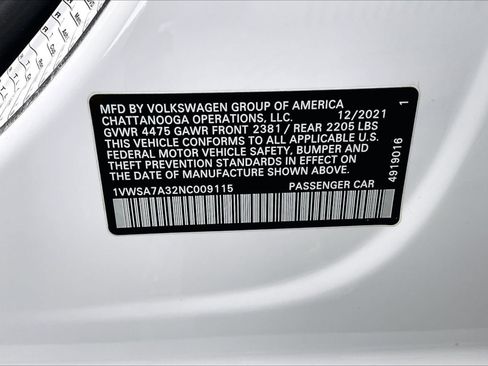 MFD BY VOLKSWAGEN GROUP OF AMERICA
CHATTANOOGA OPERATIONS, LLC. 12/2021
GVWR 4475 GAWR FRONT 2381 / REAR 2205 LBS
THIS VEHICLE CONFORMS TO ALL APPLICABLE U.S.
FEDERAL MOTOR VEHICLE SAFETY, BUMPER AND
THEFT PREVENTION STANDARDS IN EFFECT ON
THE DATE OF MANUFACTURE SHOWN ABOVE.
1VWSA7A32NC009115 PASSENGER CAR
4919016 1